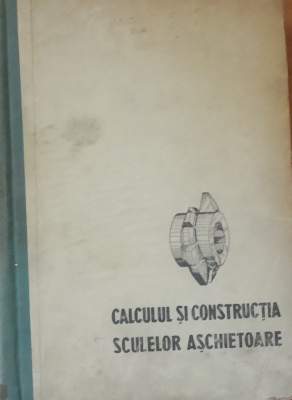 CALCULUL ȘI CONSTRUCȚIA
SCULELOR AȘCHIETOARE